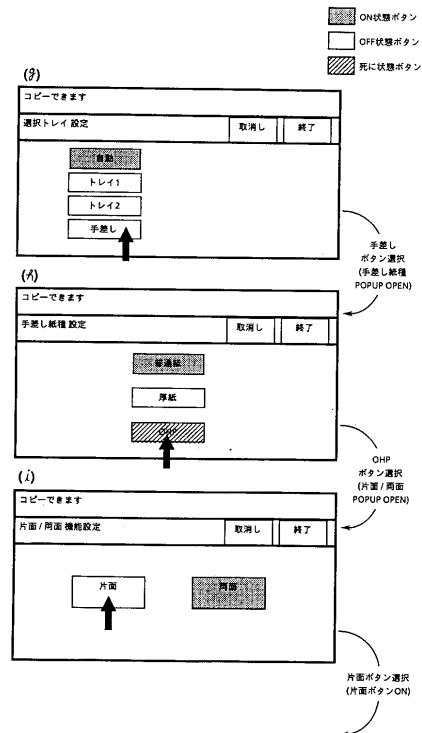 ON状態ボタン
OFF状態ボタン
死に状態ボタン
(g)
コピーできます
選択トレイ 設定
取消し
終了
自動
トレイ1
トレイ2
手差し
手差し
ボタン選択
(手差し紙種
POPUP OPEN)
(h)
コピーできます
手差し紙種 設定
取消し
終了
普通紙
厚紙
OHP
OHP
ボタン選択
(片面 / 両面
POPUP OPEN)
(i)
コピーできます
片面 / 両面 機能設定
取消し
終了
片面
両面
片面ボタン選択
(片面ボタンON)